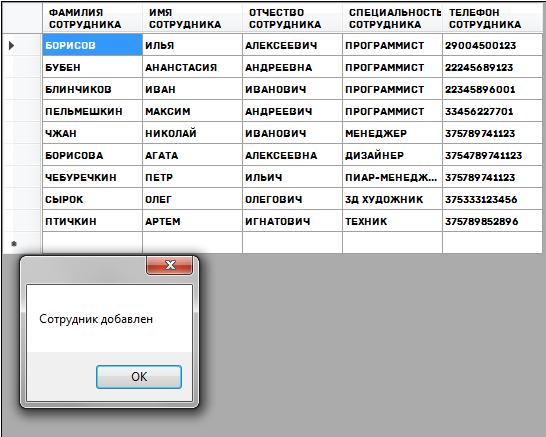 ФАМИЛИЯ СОТРУДНИКА ИМЯ СОТРУДНИКА ОТЧЕСТВО СОТРУДНИКА СПЕЦИАЛЬНОСТЬ СОТРУДНИКА ТЕЛЕФОН СОТРУДНИКА
БОРИСОВ ИЛЬЯ АЛЕКСЕЕВИЧ ПРОГРАММИСТ 29004500123
БУБЕН АНАНСТАСИЯ АНДРЕЕВНА ПРОГРАММИСТ 22245689123
БЛИНЧИКОВ ИВАН ИВАНОВИЧ ПРОГРАММИСТ 22345896001
ПЕЛЬМЕШКИН МАКСИМ АНДРЕЕВИЧ ПРОГРАММИСТ 33456227701
ЧЖАН НИКОЛАЙ ИВАНОВИЧ МЕНЕДЖЕР 375789741123
БОРИСОВА АГАТА АЛЕКСЕЕВНА ДИЗАЙНЕР 3754789741123
ЧЕБУРЕЧКИН ПЕТР ИЛЬИЧ ПИАР-МЕНЕДЖ... 375789741123
СЫРОК ОЛЕГ ОЛЕГОВИЧ 3Д ХУДОЖНИК 375333123456
ПТИЧКИН АРТЕМ ИГНАТОВИЧ ТЕХНИК 375789852896
Сотрудник добавлен
OK